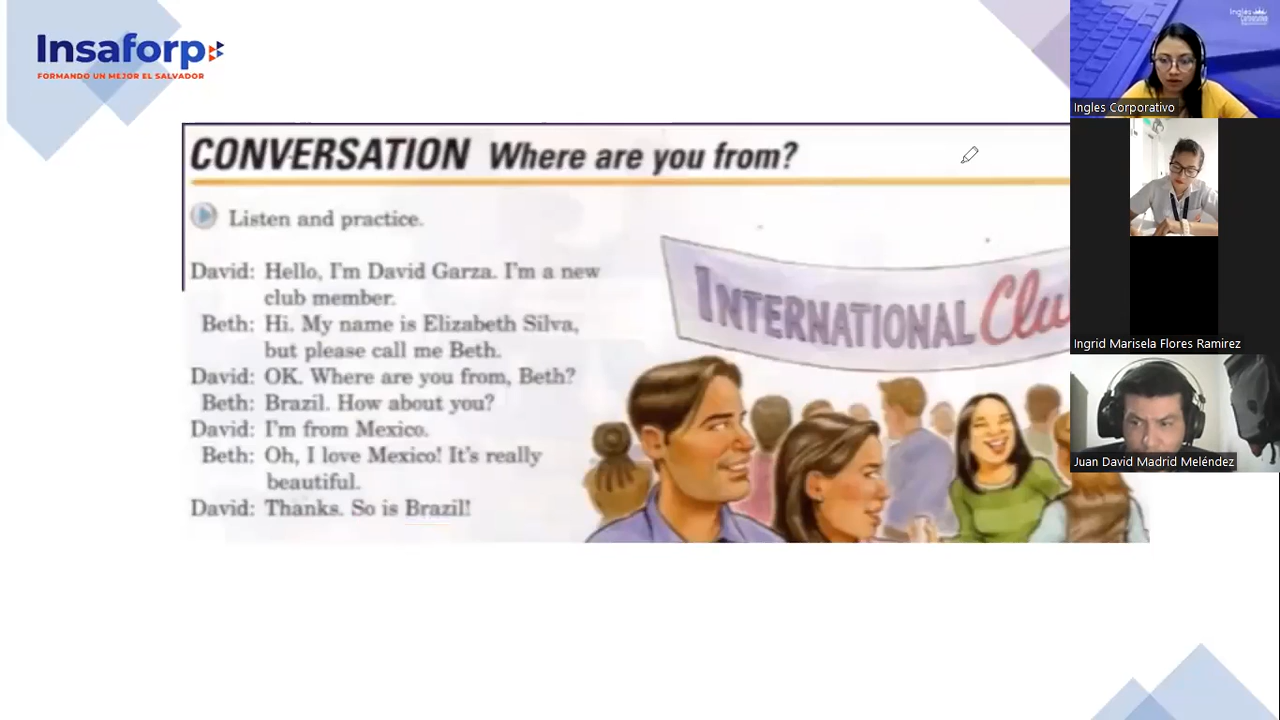 Insaforp
FORMANDO UN MEJOR EL SALVADOR
CONVERSATION Where are you from?
Listen and practice.
David: Hello, I'm David Garza. I'm a new
club member.
Beth: Hi. My name is Elizabeth Silva,
but please call me Beth.
David: OK. Where are you from, Beth?
Beth: Brazil. How about you?
David: I'm from Mexico.
Beth: Oh, I love Mexico! It's really
beautiful.
David: Thanks. So is Brazil!
INTERNATIONAL Clu
Ingles
Ingles Corporativo
Ingrid Marisela Flores Ramirez
Juan David Madrid Meléndez